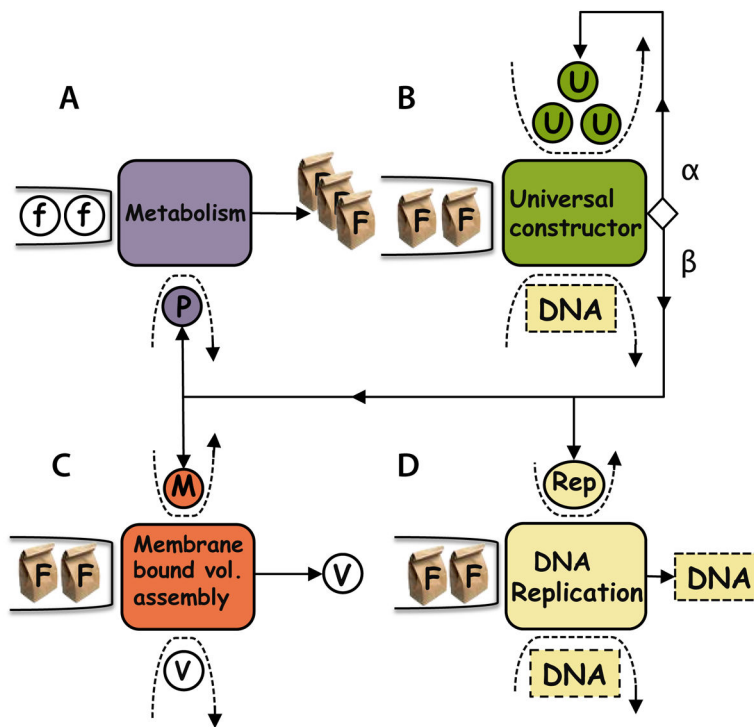 A
B
U
U
U
α
f
f
Metabolism
F
F
F
F
F
Universal
constructor
β
P
DNA
C
D
M
Rep
F
F
Membrane
bound vol.
assembly
V
F
F
DNA
Replication
DNA
V
DNA